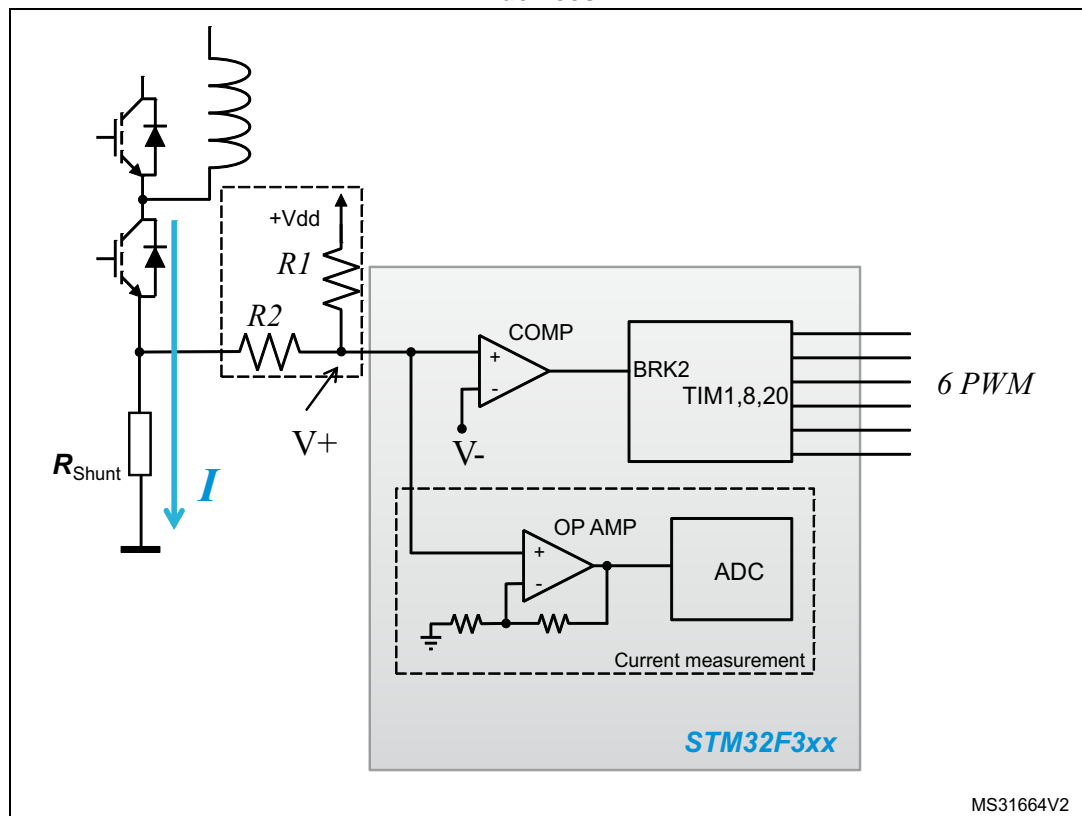 +Vdd
R1
R2
COMP
+
-
BRK2
TIM1,8,20
6 PWM
V+
V-
RShunt
I
OP AMP
+
-
ADC
Current measurement
STM32F3xx
MS31664V2